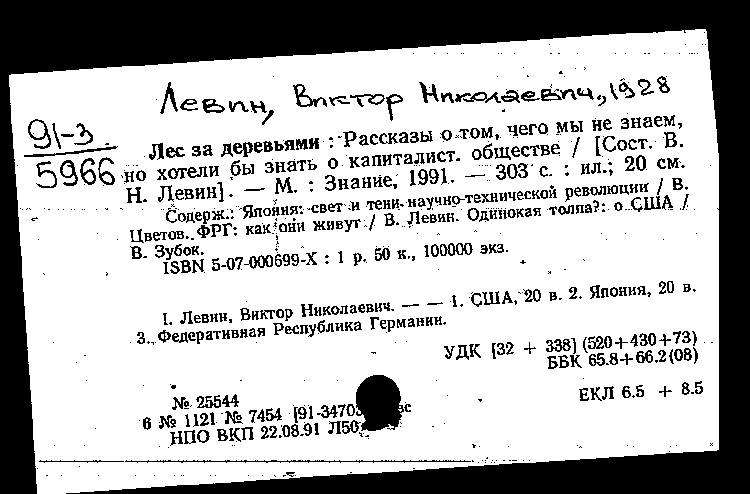 Левин, Виктор Николаевич, 1928
91-3
5966
Лес за деревьями : Рассказы о том, чего мы не знаем,
но хотели бы знать о капиталист. обществе / [Сост. В.
Н. Левин]. — М. : Знание, 1991. — 303 с. : ил.; 20 см.
Содерж.: Япония: свет и тени научно-технической революции / В.
Цветов. ФРГ: как они живут / В. Левин. Одинокая толпа?: о США /
В. Зубок.
ISBN 5-07-000699-X : 1 р. 50 к., 100000 экз.
I. Левин, Виктор Николаевич. — — 1. США, 20 в. 2. Япония, 20 в.
3. Федеративная Республика Германии.
УДК [32 + 338] (520+430+73)
ББК 65.8+66.2(08)
№ 25544
6 № 1121 № 7454 [91-3470
НПО ВКП 22.08.91 Л50
ЕКЛ 6.5 + 8.5